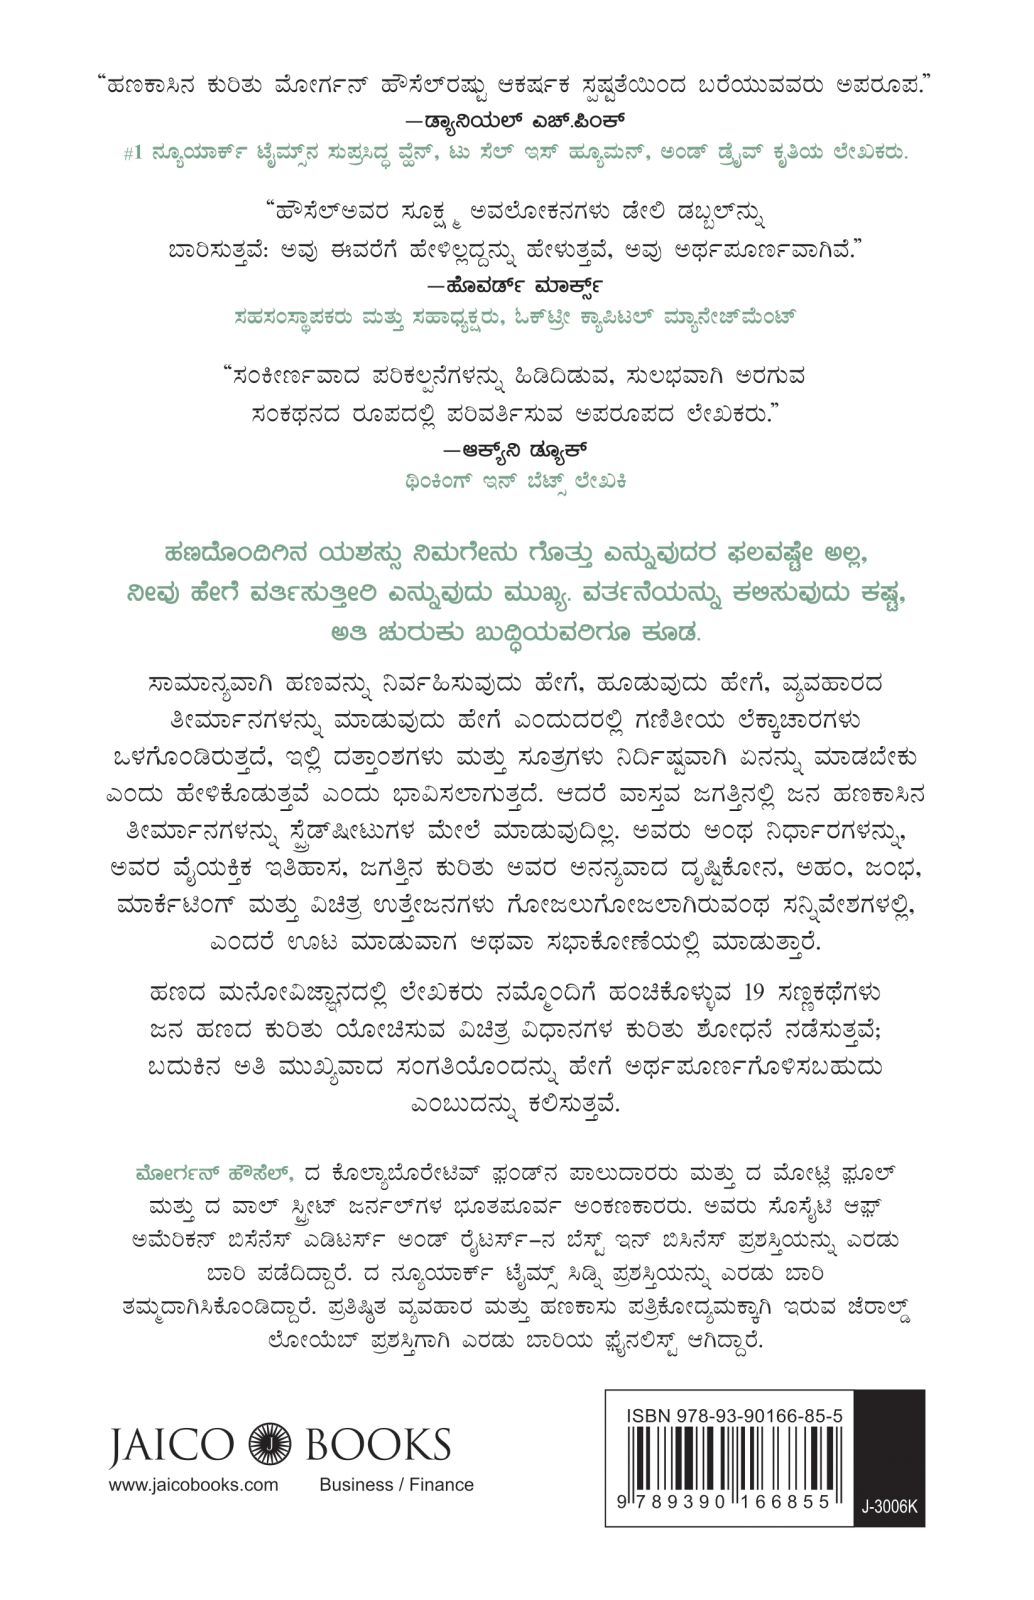 “ಹಣಕಾಸಿನ ಕುರಿತು ಮೋರ್ಗನ್ ಹೌಸೆಲ್‌ರಷ್ಟು ಆಕರ್ಷಕ ಸ್ಪಷ್ಟತೆಯಿಂದ ಬರೆಯುವವರು ಅಪರೂಪ.”
—ಡ್ಯಾನಿಯಲ್ ಎಚ್.ಪಿಂಕ್
#1 ನ್ಯೂಯಾರ್ಕ್ ಟೈಮ್ಸ್‌ನ ಸುಪ್ರಸಿದ್ಧ ವ್ಹೆನ್, ಟು ಸೆಲ್ ಇಸ್ ಹ್ಯೂಮನ್, ಅಂಡ್ ಡ್ರೈವ್ ಕೃತಿಯ ಲೇಖಕರು.
“ಹೌಸೆಲ್‌ಅವರ ಸೂಕ್ಷ್ಮ ಅವಲೋಕನಗಳು ಡೇಲಿ ಡಬ್ಬಲ್‌ನ್ನು
ಬಾರಿಸುತ್ತವೆ: ಅವು ಈವರೆಗೆ ಹೇಳಿಲ್ಲದ್ದನ್ನು ಹೇಳುತ್ತವೆ, ಅವು ಅರ್ಥಪೂರ್ಣವಾಗಿವೆ.”
—ಹೊವರ್ಡ್ ಮಾರ್ಕ್ಸ್
ಸಹಸಂಸ್ಥಾಪಕರು ಮತ್ತು ಸಹಾಧ್ಯಕ್ಷರು, ಓಕ್‌ಟ್ರೀ ಕ್ಯಾಪಿಟಲ್ ಮ್ಯಾನೇಜ್‌ಮೆಂಟ್
“ಸಂಕೀರ್ಣವಾದ ಪರಿಕಲ್ಪನೆಗಳನ್ನು ಹಿಡಿದಿಡುವ, ಸುಲಭವಾಗಿ ಅರಗುವ
ಸಂಕಥನದ ರೂಪದಲ್ಲಿ ಪರಿವರ್ತಿಸುವ ಅಪರೂಪದ ಲೇಖಕರು.”
—ಆಕ್ಯ್‌ನಿ ಡ್ಯೂಕ್
ಥಿಂಕಿಂಗ್ ಇನ್ ಬೆಟ್ಸ್ ಲೇಖಕಿ
ಹಣದೊಂದಿಗಿನ ಯಶಸ್ಸು ನಿಮಗೇನು ಗೊತ್ತು ಎನ್ನುವುದರ ಫಲವಷ್ಟೇ ಅಲ್ಲ,
ನೀವು ಹೇಗೆ ವರ್ತಿಸುತ್ತೀರಿ ಎನ್ನುವುದು ಮುಖ್ಯ. ವರ್ತನೆಯನ್ನು ಕಲಿಸುವುದು ಕಷ್ಟ,
ಅತಿ ಚುರುಕು ಬುದ್ಧಿಯವರಿಗೂ ಕೂಡ.
ಸಾಮಾನ್ಯವಾಗಿ ಹಣವನ್ನು ನಿರ್ವಹಿಸುವುದು ಹೇಗೆ, ಹೂಡುವುದು ಹೇಗೆ, ವ್ಯವಹಾರದ
ತೀರ್ಮಾನಗಳನ್ನು ಮಾಡುವುದು ಹೇಗೆ ಎಂದುದರಲ್ಲಿ ಗಣಿತೀಯ ಲೆಕ್ಕಾಚಾರಗಳು
ಒಳಗೊಂಡಿರುತ್ತದೆ, ಇಲ್ಲಿ ದತ್ತಾಂಶಗಳು ಮತ್ತು ಸೂತ್ರಗಳು ನಿರ್ದಿಷ್ಟವಾಗಿ ಏನನ್ನು ಮಾಡಬೇಕು
ಎಂದು ಹೇಳಿಕೊಡುತ್ತವೆ ಎಂದು ಭಾವಿಸಲಾಗುತ್ತದೆ. ಆದರೆ ವಾಸ್ತವ ಜಗತ್ತಿನಲ್ಲಿ ಜನ ಹಣಕಾಸಿನ
ತೀರ್ಮಾನಗಳನ್ನು ಸ್ಪ್ರೆಡ್‌ಷೀಟುಗಳ ಮೇಲೆ ಮಾಡುವುದಿಲ್ಲ. ಅವರು ಅಂಥ ನಿರ್ಧಾರಗಳನ್ನು,
ಅವರ ವೈಯಕ್ತಿಕ ಇತಿಹಾಸ, ಜಗತ್ತಿನ ಕುರಿತು ಅವರ ಅನನ್ಯವಾದ ದೃಷ್ಟಿಕೋನ, ಅಹಂ, ಜಂಭ,
ಮಾರ್ಕೆಟಿಂಗ್ ಮತ್ತು ವಿಚಿತ್ರ ಉತ್ತೇಜನಗಳು ಗೋಜಲುಗೋಜಲಾಗಿರುವಂಥ ಸನ್ನಿವೇಶಗಳಲ್ಲಿ,
ಎಂದರೆ ಊಟ ಮಾಡುವಾಗ ಅಥವಾ ಸಭಾಕೋಣೆಯಲ್ಲಿ ಮಾಡುತ್ತಾರೆ.
ಹಣದ ಮನೋವಿಜ್ಞಾನದಲ್ಲಿ ಲೇಖಕರು ನಮ್ಮೊಂದಿಗೆ ಹಂಚಿಕೊಳ್ಳುವ 19 ಸಣ್ಣಕಥೆಗಳು
ಜನ ಹಣದ ಕುರಿತು ಯೋಚಿಸುವ ವಿಚಿತ್ರ ವಿಧಾನಗಳ ಕುರಿತು ಶೋಧನೆ ನಡೆಸುತ್ತವೆ;
ಬದುಕಿನ ಅತಿ ಮುಖ್ಯವಾದ ಸಂಗತಿಯೊಂದನ್ನು ಹೇಗೆ ಅರ್ಥಪೂರ್ಣಗೊಳಿಸಬಹುದು
ಎಂಬುದನ್ನು ಕಲಿಸುತ್ತವೆ.
ಮೋರ್ಗನ್ ಹೌಸೆಲ್, ದ ಕೊಲ್ಯಾಬೊರೇಟಿವ್ ಫ಼ಂಡ್‌ನ ಪಾಲುದಾರರು ಮತ್ತು ದ ಮೋಟ್ಲಿ ಫ಼ೂಲ್
ಮತ್ತು ದ ವಾಲ್ ಸ್ಟ್ರೀಟ್ ಜರ್ನಲ್‌ಗಳ ಭೂತಪೂರ್ವ ಅಂಕಣಕಾರರು. ಅವರು ಸೊಸೈಟಿ ಆಫ಼್
ಅಮೆರಿಕನ್ ಬಿಸೆನೆಸ್ ಎಡಿಟರ್ಸ್ ಅಂಡ್ ರೈಟರ್ಸ್–ನ ಬೆಸ್ಟ್ ಇನ್ ಬಿಸಿನೆಸ್ ಪ್ರಶಸ್ತಿಯನ್ನು ಎರಡು
ಬಾರಿ ಪಡೆದಿದ್ದಾರೆ. ದ ನ್ಯೂಯಾರ್ಕ್ ಟೈಮ್ಸ್ ಸಿಡ್ನಿ ಪ್ರಶಸ್ತಿಯನ್ನು ಎರಡು ಬಾರಿ
ತಮ್ಮದಾಗಿಸಿಕೊಂಡಿದ್ದಾರೆ. ಪ್ರತಿಷ್ಠಿತ ವ್ಯವಹಾರ ಮತ್ತು ಹಣಕಾಸು ಪತ್ರಿಕೋದ್ಯಮಕ್ಕಾಗಿ ಇರುವ ಜೆರಾಲ್ಡ್
ಲೋಯೆಬ್ ಪ್ರಶಸ್ತಿಗಾಗಿ ಎರಡು ಬಾರಿಯ ಫ಼ೈನಲಿಸ್ಟ್ ಆಗಿದ್ದಾರೆ.
JAICO J BOOKS
www.jaicobooks.com Business / Finance
ISBN 978-93-90166-85-5
9 789390 166855
J-3006K